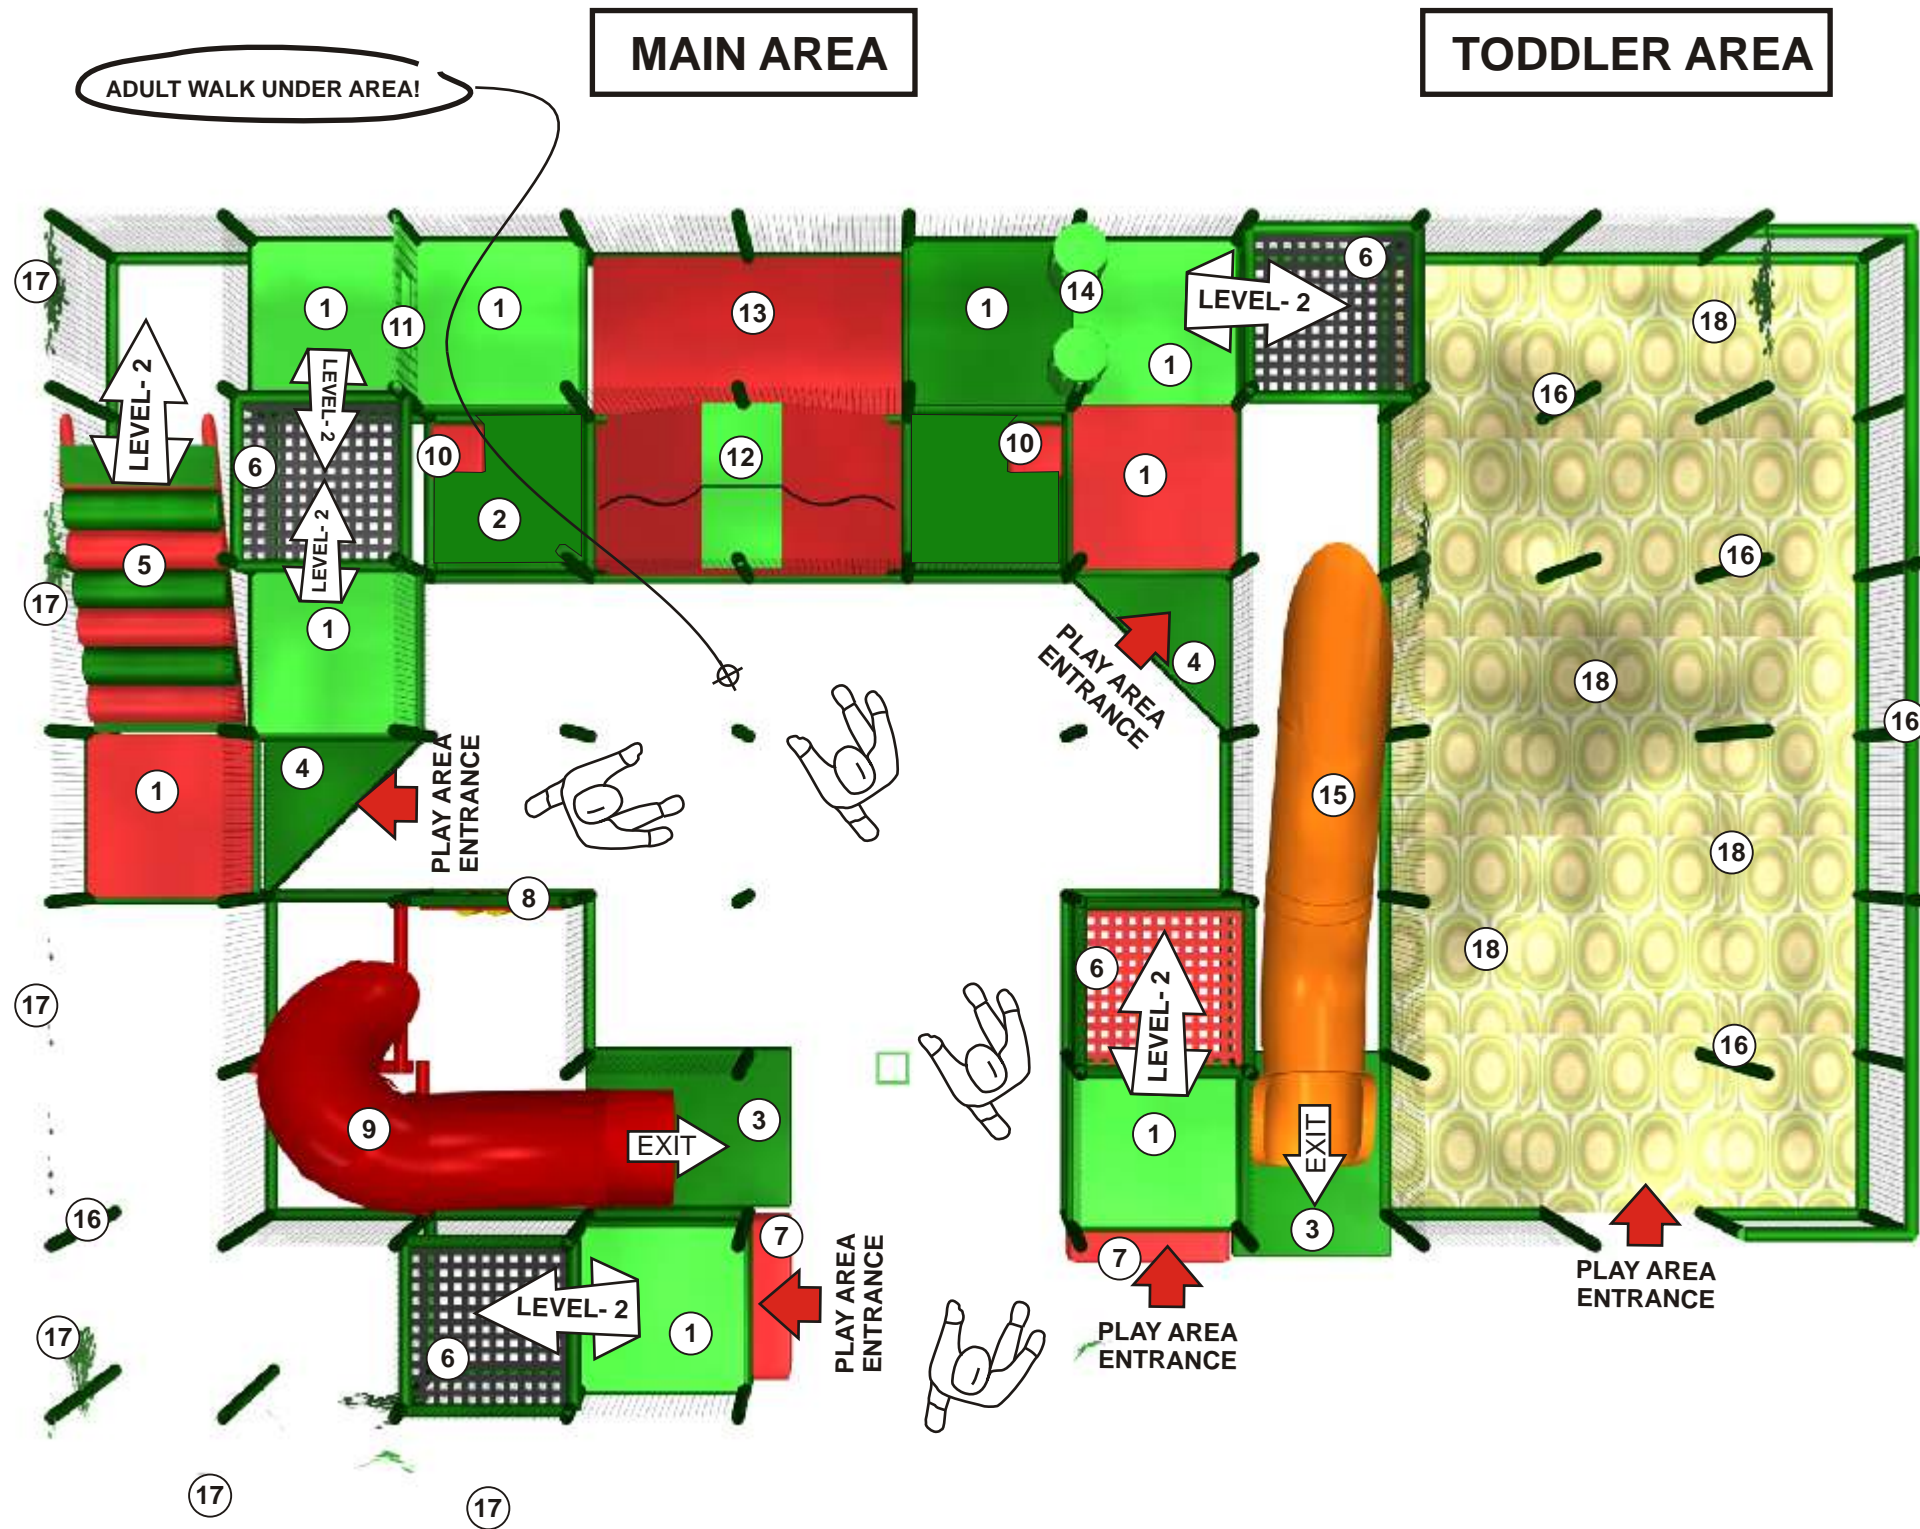 MAIN AREA
TODDLER AREA
ADULT WALK UNDER AREA!
17
1
11
1
13
1
14
1
LEVEL- 2
6
18
LEVEL- 2
LEVEL- 2
6
10
2
12
10
1
16
5
LEVEL- 2
17
1
16
4
PLAY AREA
ENTRANCE
18
1
4
PLAY AREA
ENTRANCE
15
16
18
8
6
LEVEL- 2
18
17
9
EXIT
3
1
EXIT
3
16
16
7
PLAY AREA
ENTRANCE
7
PLAY AREA
ENTRANCE
PLAY AREA
ENTRANCE
17
6
LEVEL- 2
1
17
17